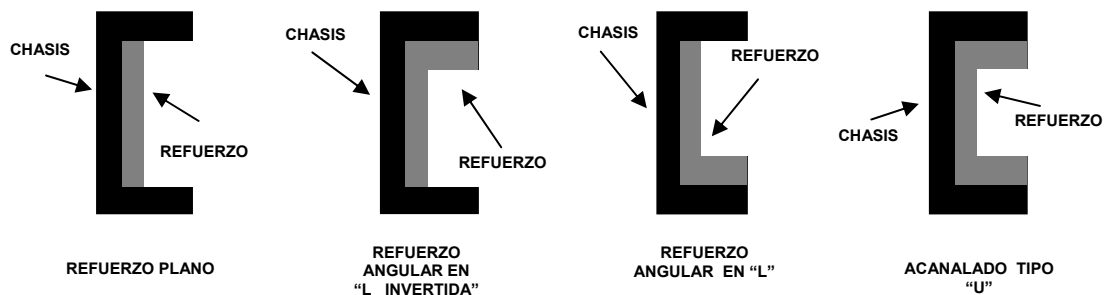 CHASIS
REFUERZO
REFUERZO PLANO
CHASIS
REFUERZO
REFUERZO
ANGULAR EN
“L INVERTIDA”
CHASIS
REFUERZO
REFUERZO
ANGULAR EN “L”
CHASIS
REFUERZO
ACANALADO TIPO
“U”